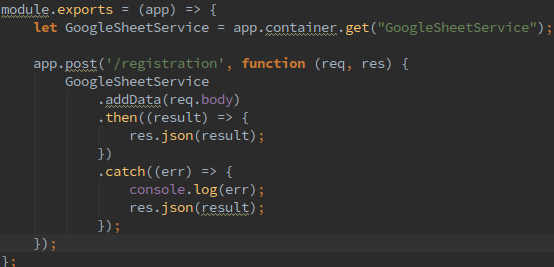 module.exports = (app) => {
    let GoogleSheetService = app.container.get("GoogleSheetService");

    app.post('/registration', function (req, res) {
        GoogleSheetService
            .addData(req.body)
            .then((result) => {
                res.json(result);
            })
            .catch((err) => {
                console.log(err);
                res.json(result);
            });
    });
};